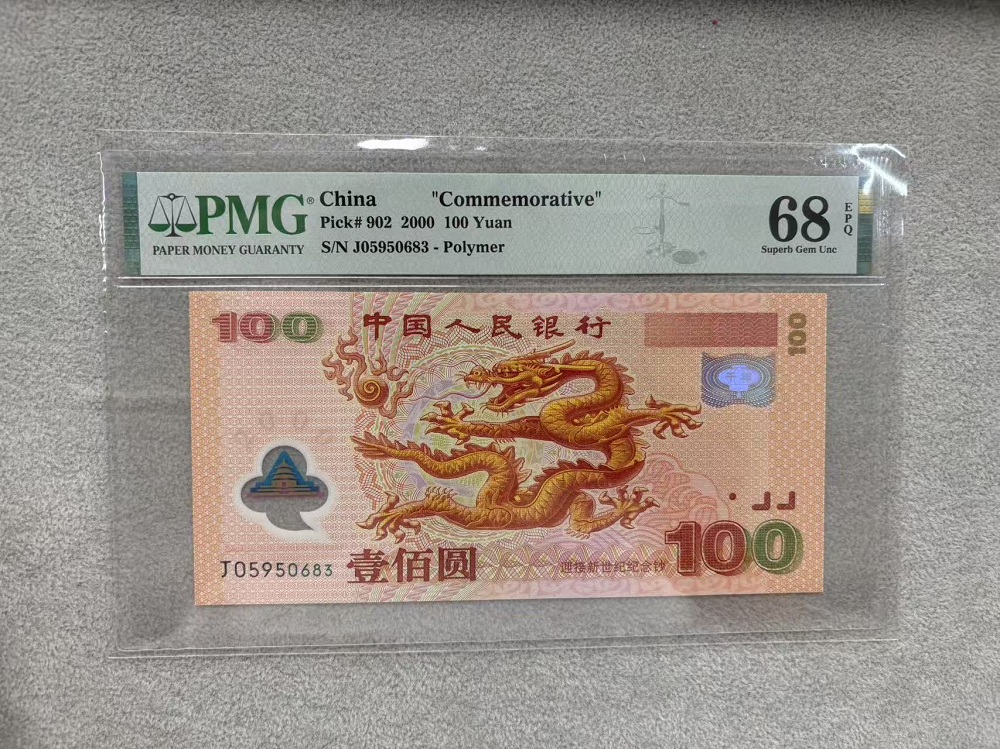 PMG®
PAPER MONEY GUARANTY
China "Commemorative"
Pick# 902 2000 100 Yuan
S/N J05950683 - Polymer
68
EPQ
Superb Gem Unc
100
中国人民银行
100
J05950683
壹佰圆
迎接新世纪纪念钞
100